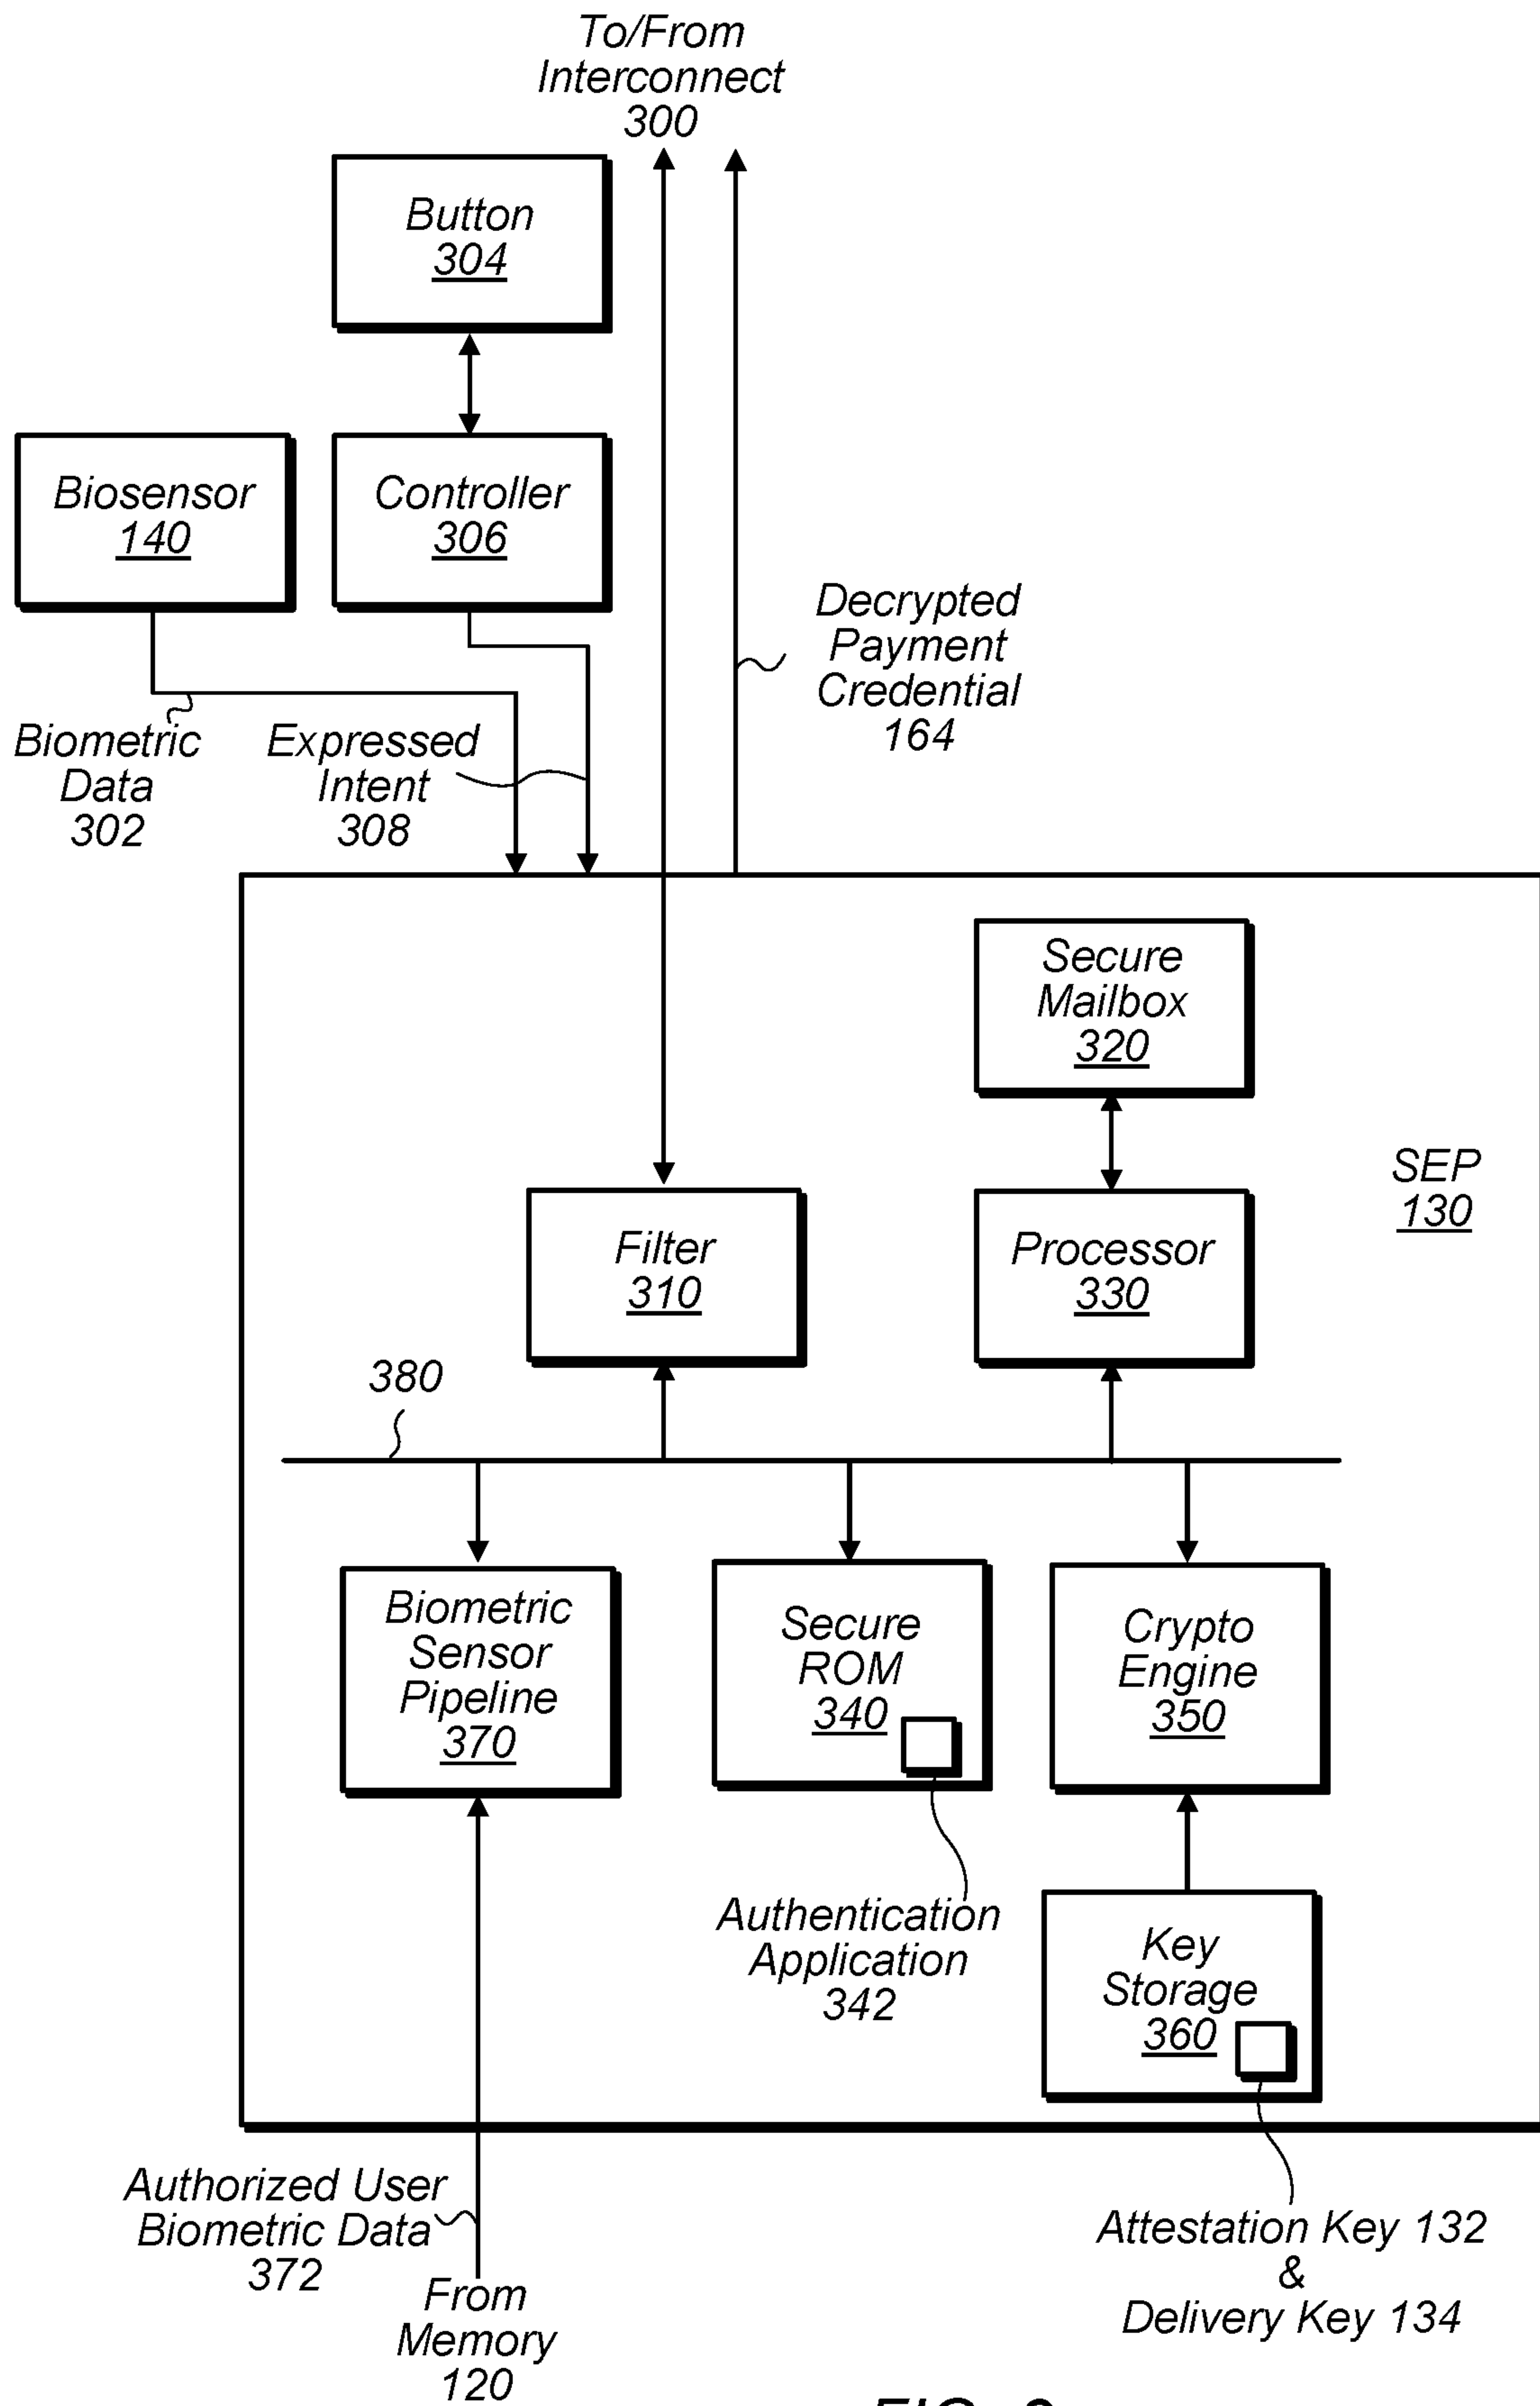 To/From
Interconnect
300
Button
304
Biosensor
140
Controller
306
Decrypted
Payment
Credential
164
Biometric
Data
302
Expressed
Intent
308
Secure
Mailbox
320
SEP
130
Filter
310
Processor
330
380
Biometric
Sensor
Pipeline
370
Secure
ROM
340
Crypto
Engine
350
Authentication
Application
342
Key
Storage
360
Authorized User
Biometric Data
372
From
Memory
120
Attestation Key 132
&
Delivery Key 134